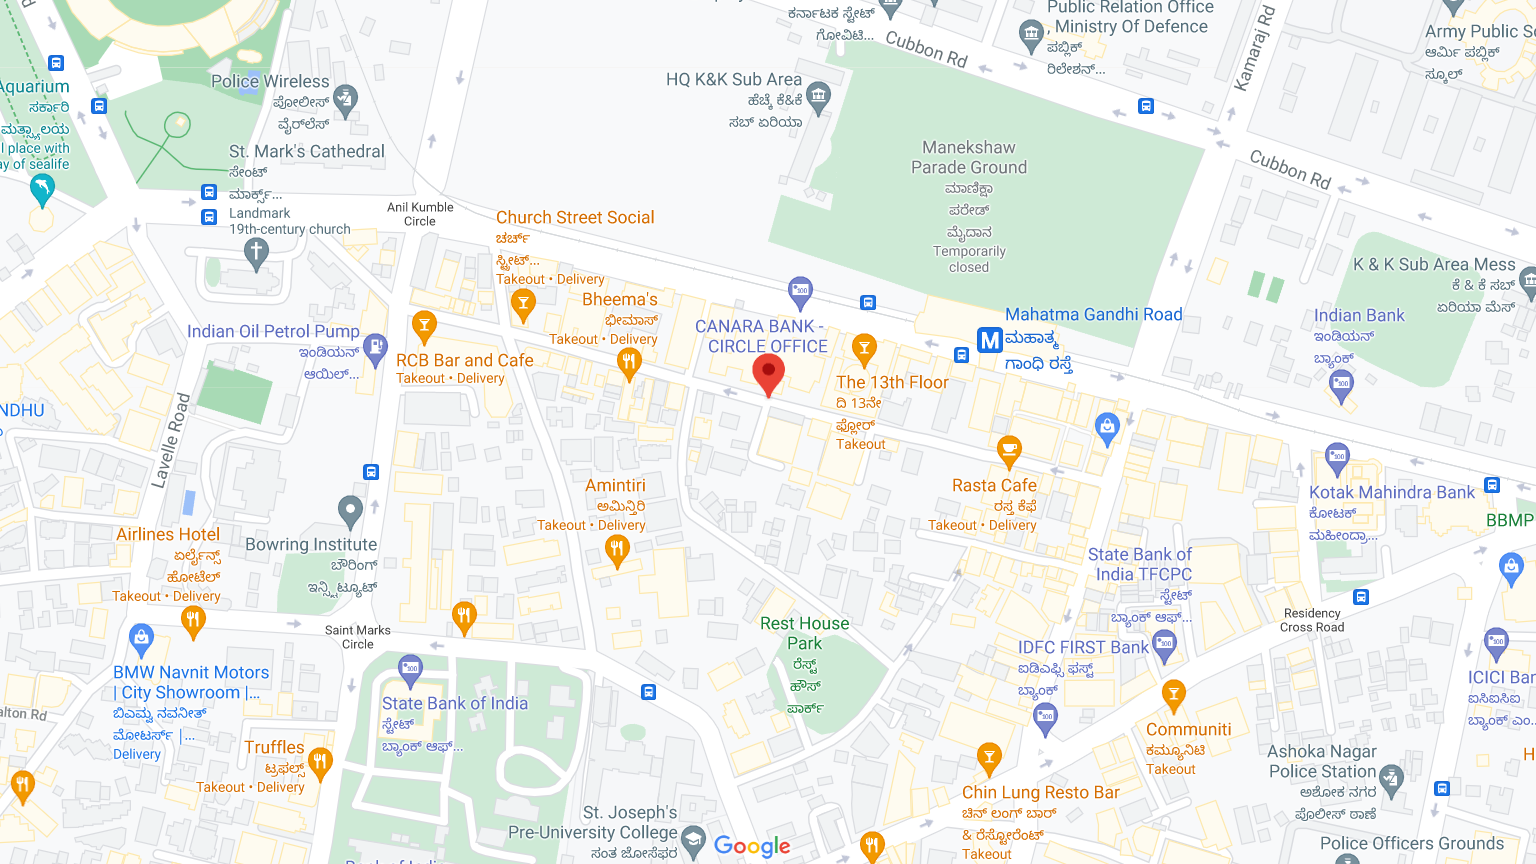 ಕರ್ನಾಟಕ ಸ್ಟೇಟ್
ಗೋವಿಟಿ...
Cubbon Rd
Public Relation Office
, Ministry Of Defence
ಪಬ್ಲಿಕ್
ರಿಲೇಶನ್...
Kamaraj Rd
Army Public Sc
ಆರ್ಮಿ ಪಬ್ಲಿಕ್
ಸ್ಕೂಲ್
Aquarium
ಸರ್ಕಾರಿ
ಮತ್ಸ್ಯಾಲಯ
l place with
ay of sealife
Police Wireless
ಪೋಲೀಸ್
ವೈರ್‌ಲೆಸ್
HQ K&K Sub Area
ಹೆಚ್ಕೆ ಕೆ&ಕೆ
ಸಬ್ ಏರಿಯಾ
Manekshaw
Parade Ground
ಮಾಣಿಕ್ಷಾ
ಪರೇಡ್
ಮೈದಾನ
Temporarily
closed
Cubbon Rd
St. Mark's Cathedral
ಸೇಂಟ್
ಮಾರ್ಕ್ಸ್...
Landmark
19th-century church
Anil Kumble
Circle
Church Street Social
ಚರ್ಚ್
ಸ್ಟ್ರೀಟ್...
Takeout • Delivery
K & K Sub Area Mess
ಕೆ & ಕೆ ಸಬ್
ಏರಿಯಾ ಮೆಸ್
Bheema's
ಭೀಮಾಸ್
Takeout • Delivery
CANARA BANK -
CIRCLE OFFICE
Mahatma Gandhi Road
ಮಹಾತ್ಮ
ಗಾಂಧಿ ರಸ್ತೆ
Indian Bank
ಇಂಡಿಯನ್
ಬ್ಯಾಂಕ್
Indian Oil Petrol Pump
ಇಂಡಿಯನ್
ಆಯಿಲ್...
RCB Bar and Cafe
Takeout • Delivery
The 13th Floor
ದಿ 13ನೇ
ಫ್ಲೋರ್
Takeout
NDHU
Lavelle Road
Amintiri
ಅಮಿನ್ತಿರಿ
Takeout • Delivery
Rasta Cafe
ರಸ್ತ ಕೆಫೆ
Takeout • Delivery
Kotak Mahindra Bank
ಕೋಟಕ್
ಮಹೀಂದ್ರಾ...
BBMP
Airlines Hotel
ಏರ್ಲೈನ್ಸ್
ಹೋಟೆಲ್
Takeout • Delivery
Bowring Institute
ಬೌರಿಂಗ್
ಇನ್ಸ್ಟಿಟ್ಯೂಟ್
State Bank of
India TFCPC
ಸ್ಟೇಟ್
ಬ್ಯಾಂಕ್ ಆಫ್...
Residency
Cross Road
Saint Marks
Circle
Rest House
Park
ರೆಸ್ಟ್
ಹೌಸ್
ಪಾರ್ಕ್
IDFC FIRST Bank
ಐಡಿಎಫ್ಸಿ ಫಸ್ಟ್
ಬ್ಯಾಂಕ್
BMW Navnit Motors
| City Showroom |...
ಬಿಎಮ್ವ ನವನೀತ್
ಮೋಟರ್ಸ್ |...
Delivery
alton Rd
State Bank of India
ಸ್ಟೇಟ್
ಬ್ಯಾಂಕ್ ಆಫ್...
ICICI Ban
ಐಸಿಐಸಿಐ
ಬ್ಯಾಂಕ್ ಎಂ...
Communiti
ಕಮ್ಯೂನಿಟಿ
Takeout
Truffles
ಟ್ರಫಲ್ಸ್
Takeout • Delivery
Ashoka Nagar
Police Station
ಅಶೋಕ ನಗರ
ಪೊಲೀಸ್ ಠಾಣೆ
Chin Lung Resto Bar
ಚಿನ್ ಲಂಗ್ ಬಾರ್
& ರೆಸ್ಟೋರೆಂಟ್
Takeout
St. Joseph's
Pre-University College
ಸಂತ ಜೋಸೆಫರ
Google
Police Officers Grounds